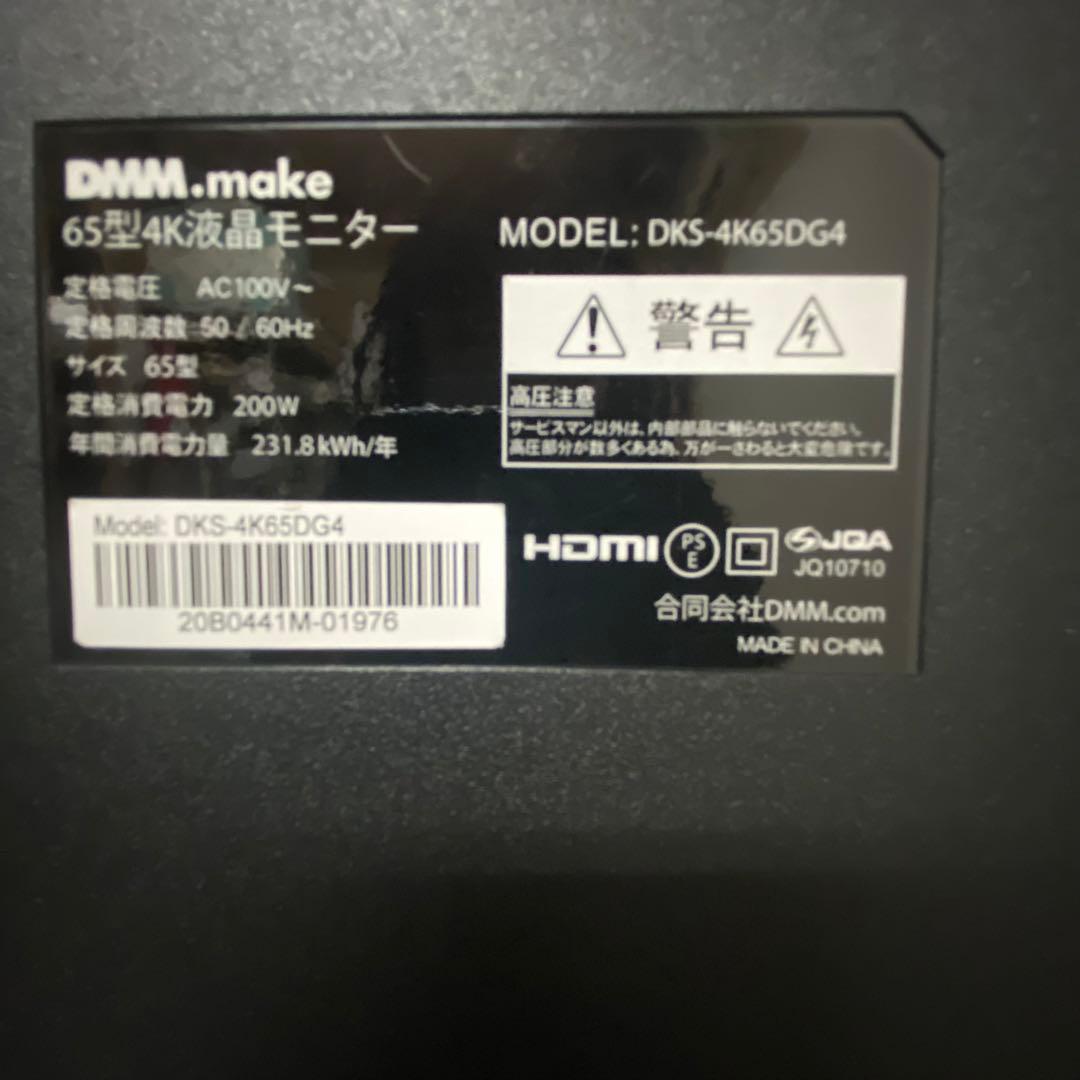 DMM.make
65型4K液晶モニター
MODEL: DKS-4K65DG4
定格電圧 AC100V~
定格周波数 50 / 60Hz
サイズ 65型
定格消費電力 200W
年間消費電力量 231.8kWh/年
警告
高圧注意
サービスマン以外は、内部部品に触らないでください。
高圧部分が数多くある為、万が一さわると大変危険です。
Model: DKS-4K65DG4
20B0441M-01976
HDMI
PS
E
JQA
JQ10710
合同会社DMM.com
MADE IN CHINA